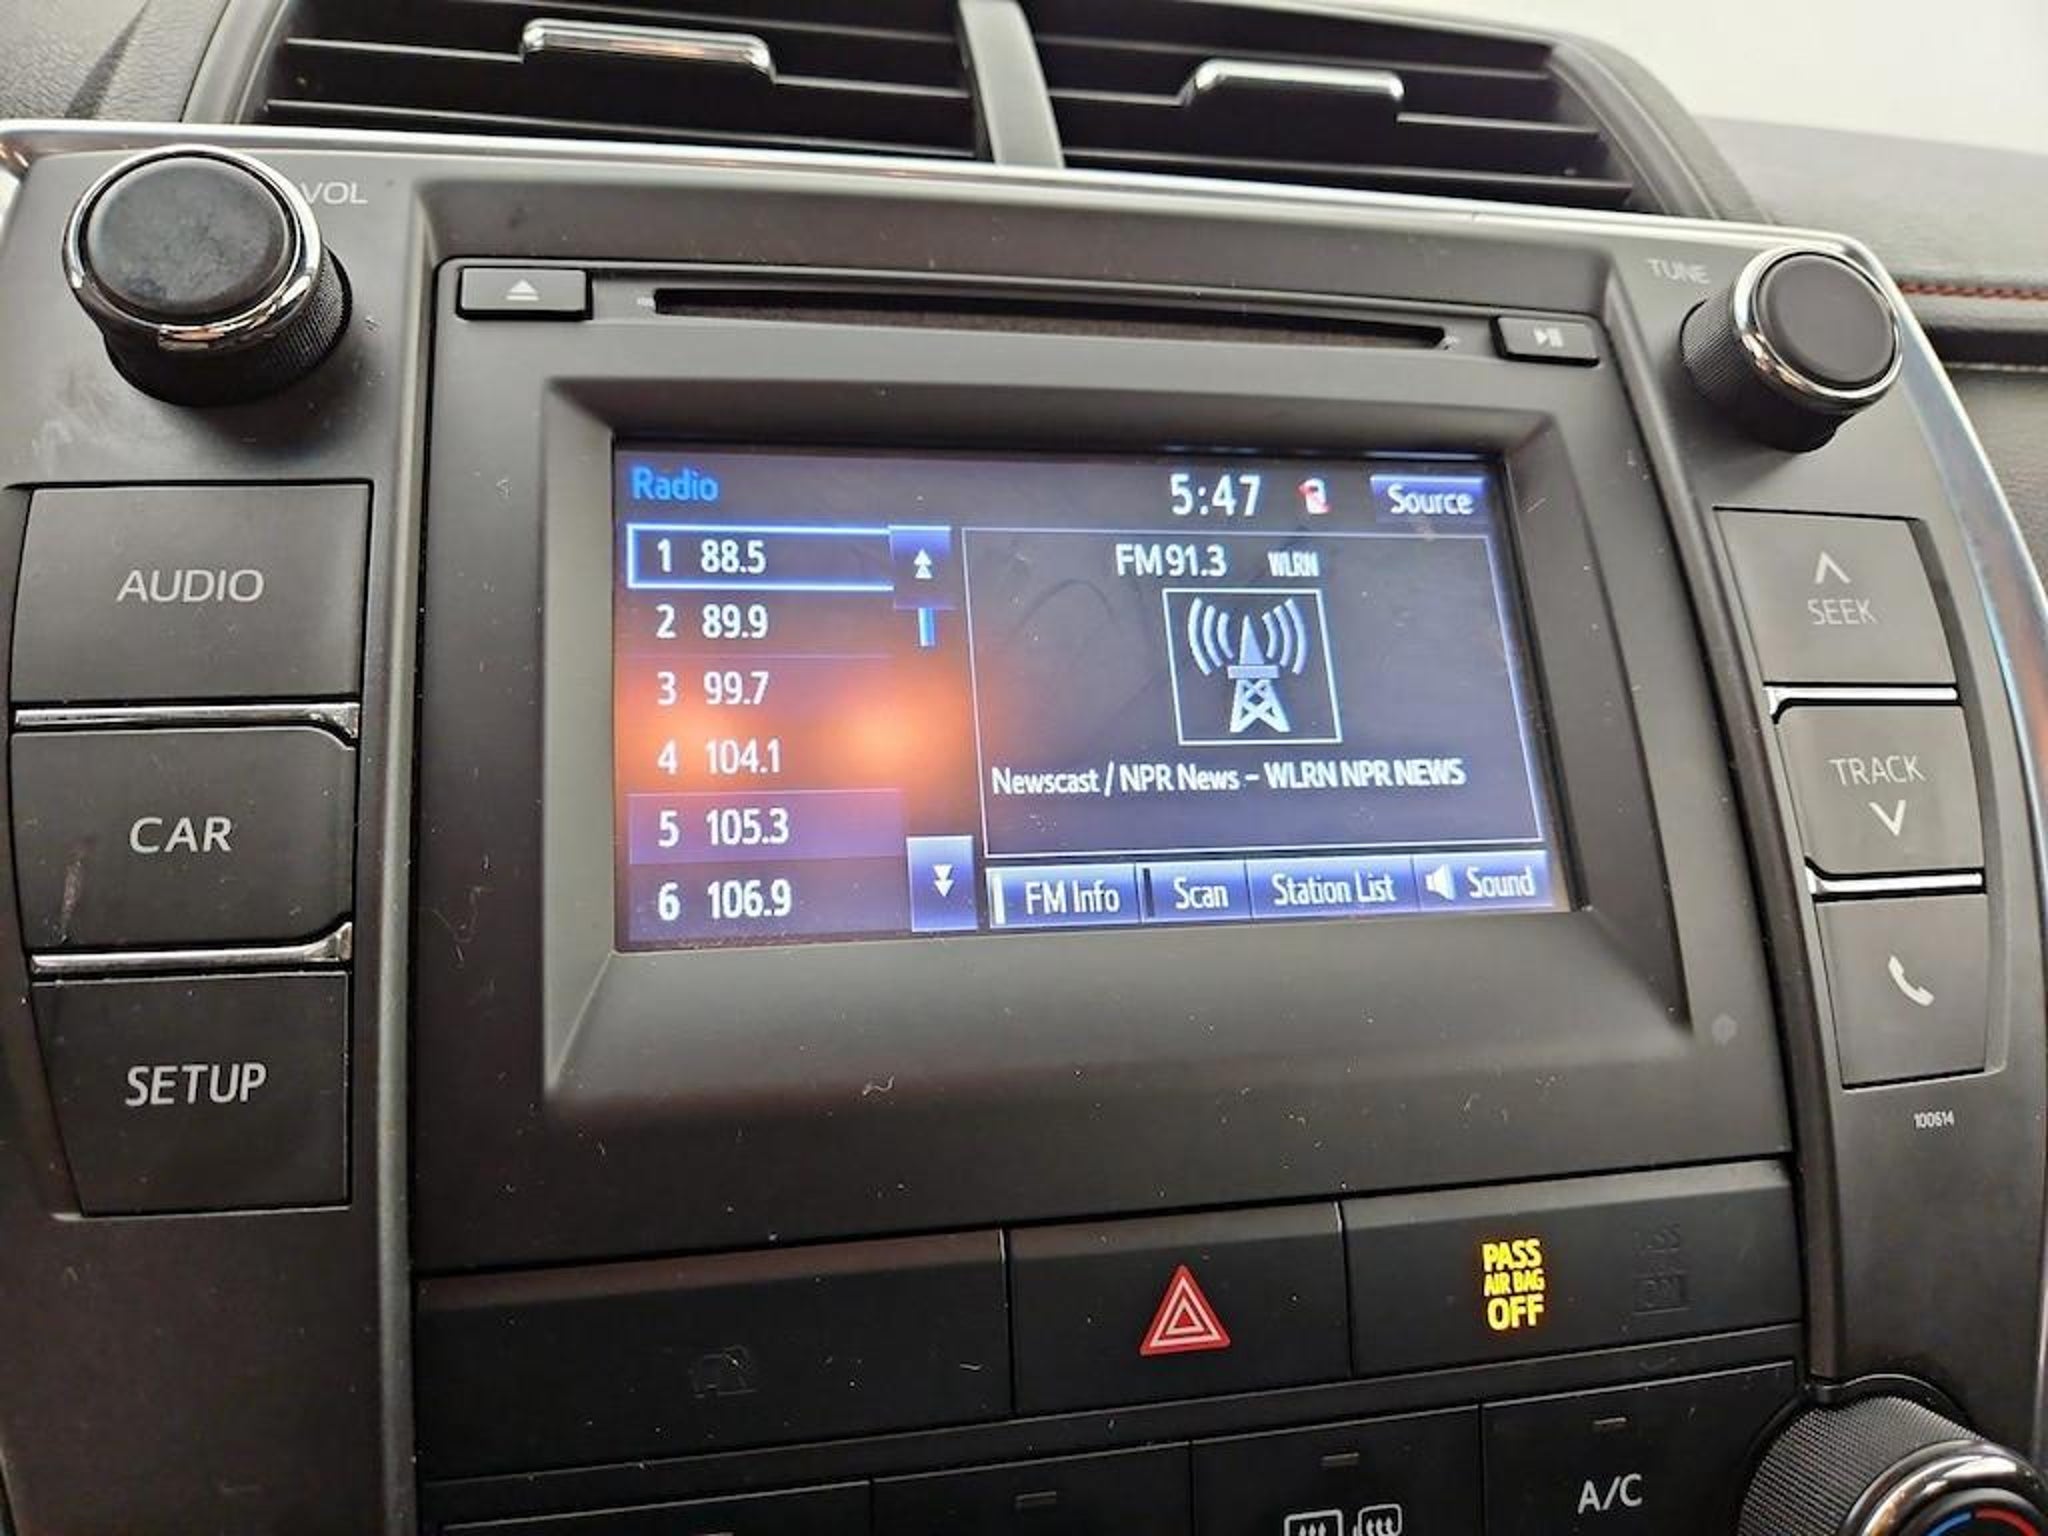 VOL
TUNE
Radio
5:47
Source
1 88.5
2 89.9
3 99.7
4 104.1
5 105.3
6 106.9
FM 91.3 WLRN
Newscast / NPR News - WLRN NPR NEWS
FM Info
Scan
Station List
Sound
AUDIO
CAR
SETUP
SEEK
TRACK
100614
PASS
AIR BAG
OFF
A/C